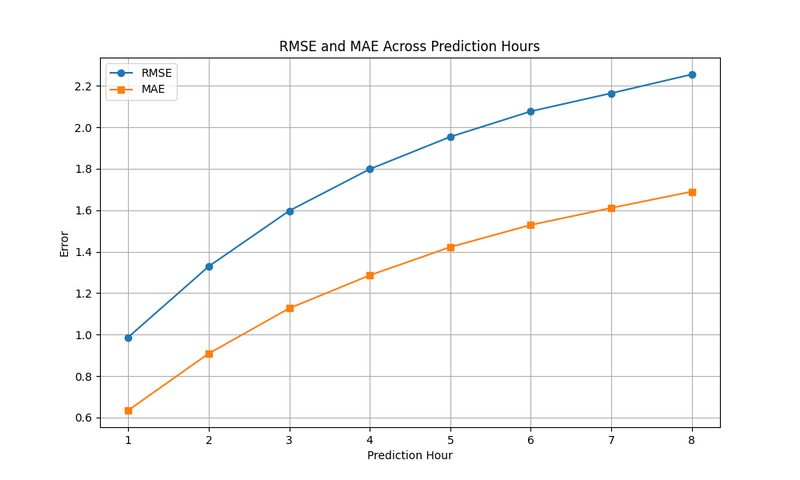 RMSE and MAE Across Prediction Hours
RMSE
MAE
Error
2.2
2.0
1.8
1.6
1.4
1.2
1.0
0.8
0.6
1 2 3 4 5 6 7 8
Prediction Hour